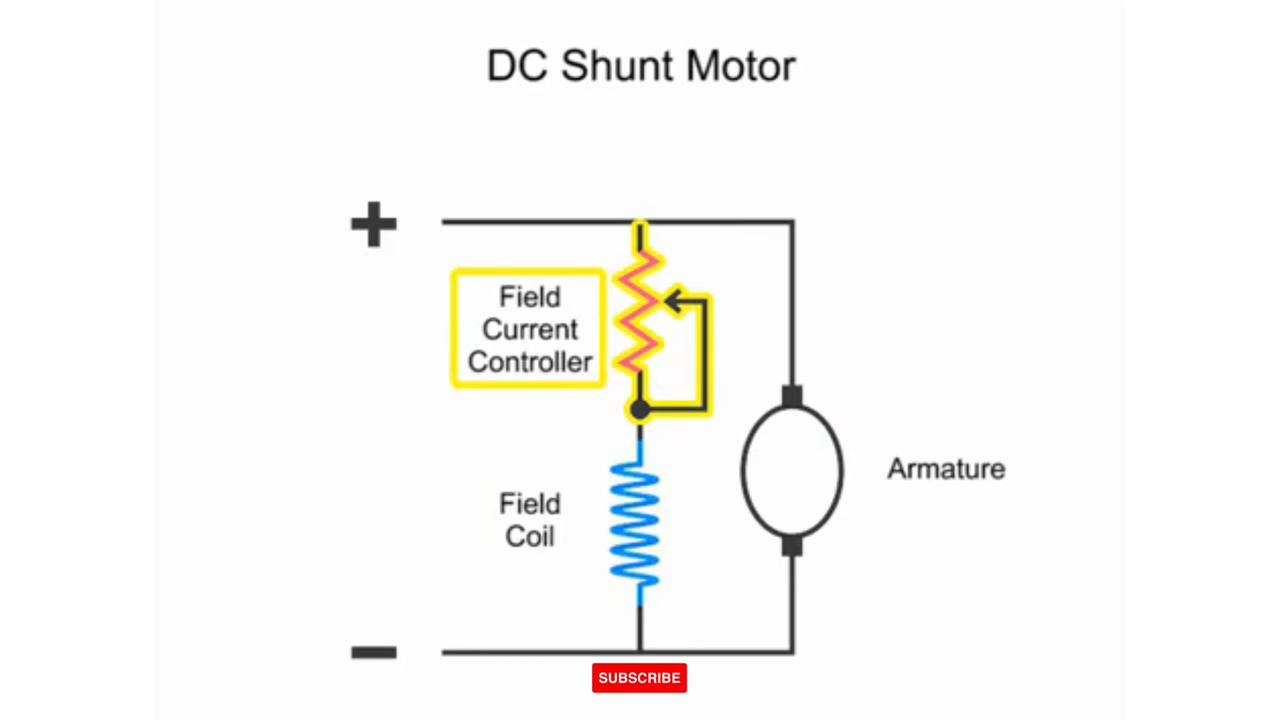 DC Shunt Motor
Field
Current
Controller
Field
Coil
Armature
SUBSCRIBE